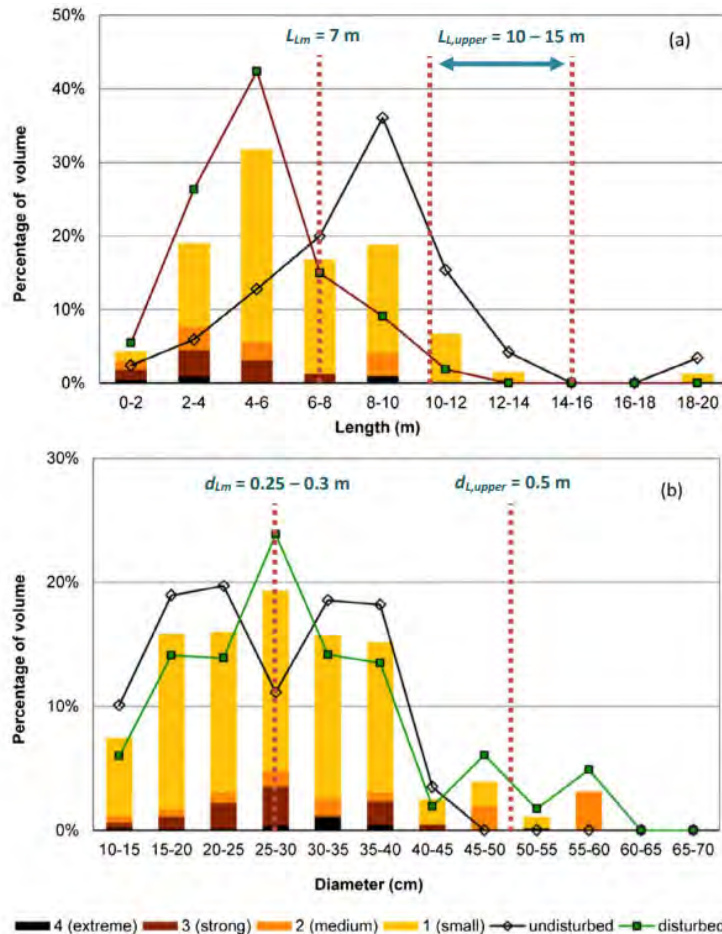 L_Lm = 7 m
L_L,upper = 10 – 15 m
(a)
50%
40%
30%
20%
10%
0%
Percentage of volume
0-2 2-4 4-6 6-8 8-10 10-12 12-14 14-16 16-18 18-20
Length (m)
30%
20%
10%
0%
Percentage of volume
d_Lm = 0.25 – 0.3 m
d_L,upper = 0.5 m
(b)
10-15 15-20 20-25 25-30 30-35 35-40 40-45 45-50 50-55 55-60 60-65 65-70
Diameter (cm)
4 (extreme) 3 (strong) 2 (medium) 1 (small) undisturbed disturbed